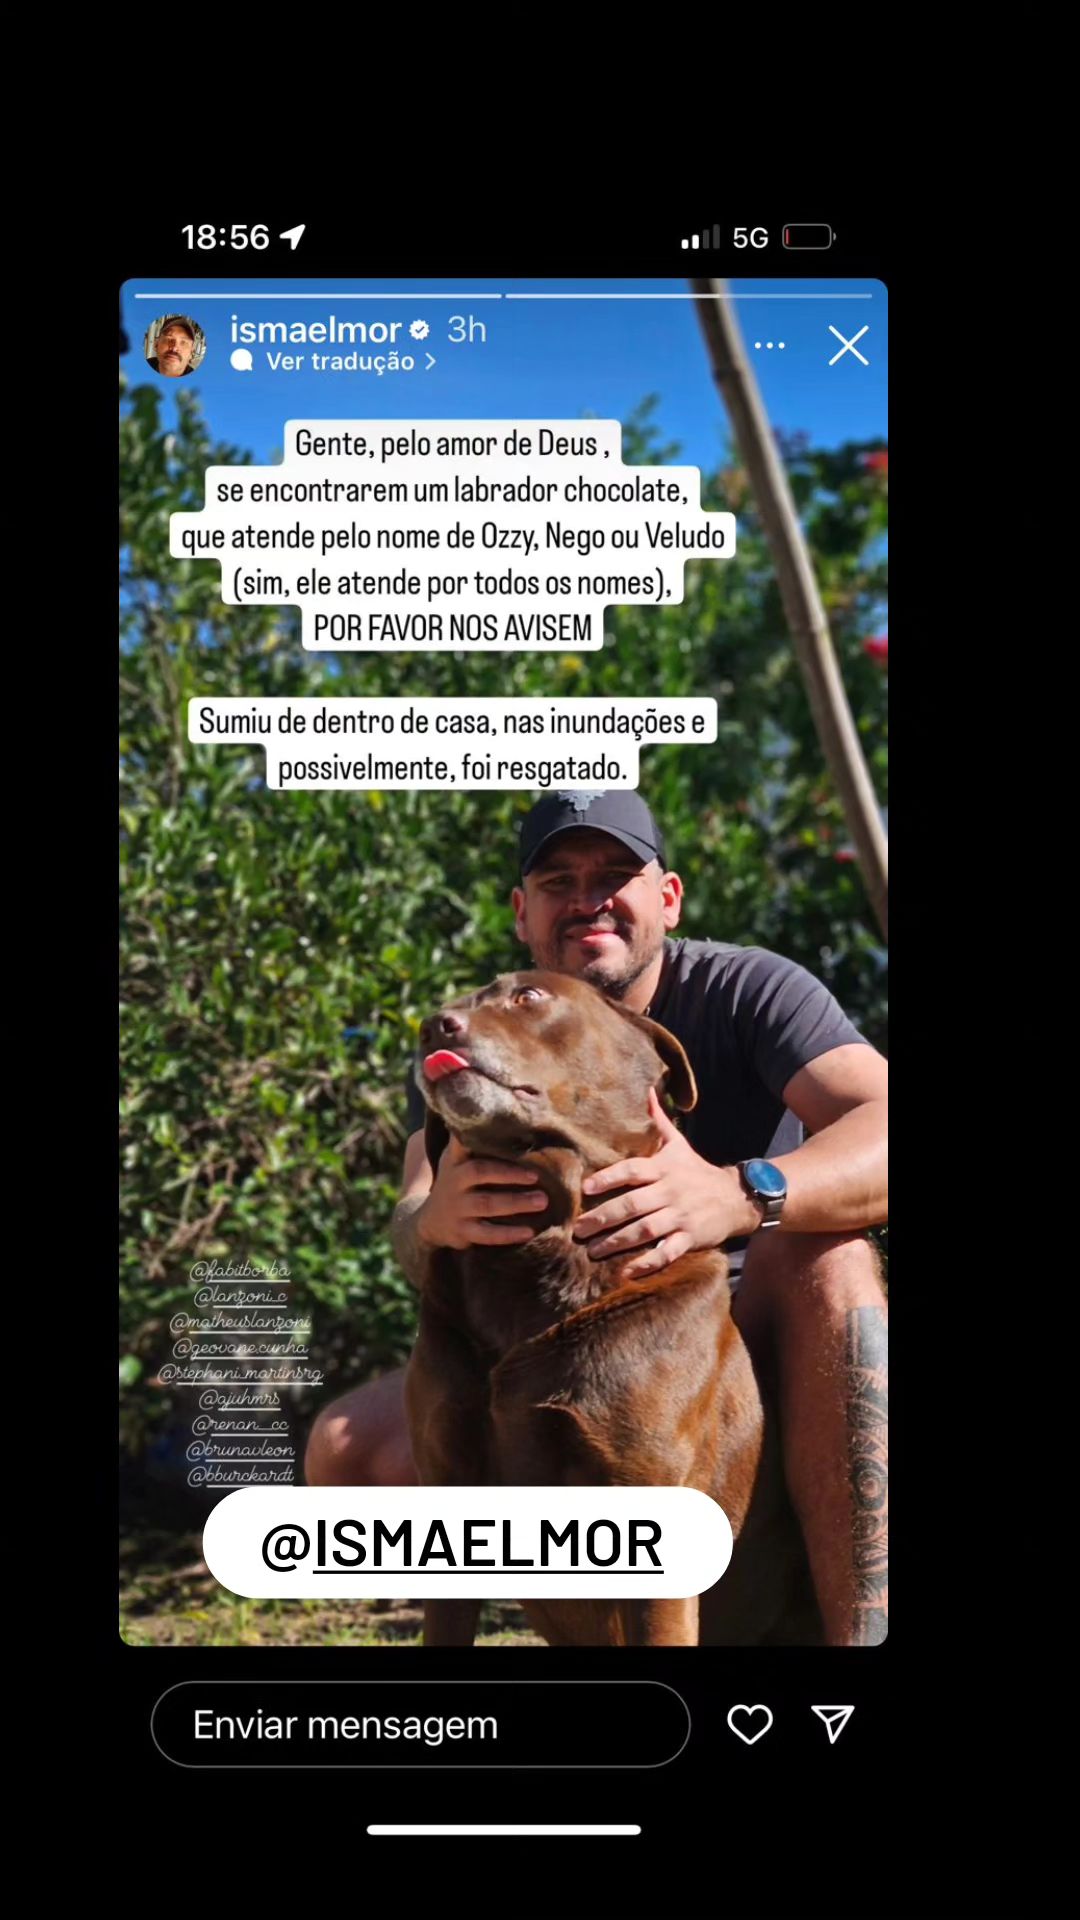 18:56
5G
ismaelmor 3h
Ver tradução
Gente, pelo amor de Deus ,
se encontrarem um labrador chocolate,
que atende pelo nome de Ozzy, Nego ou Veludo
(sim, ele atende por todos os nomes),
POR FAVOR NOS AVISEM
Sumiu de dentro de casa, nas inundações e
possivelmente, foi resgatado.
@fabitborba
@lanzoni_c
@matheuslanzoni
@geovane.cunha
@stephani_martinsrg
@ajuhmrs
@renan__cc
@brunavleon
@bburckardt
@ISMAELMOR
Enviar mensagem